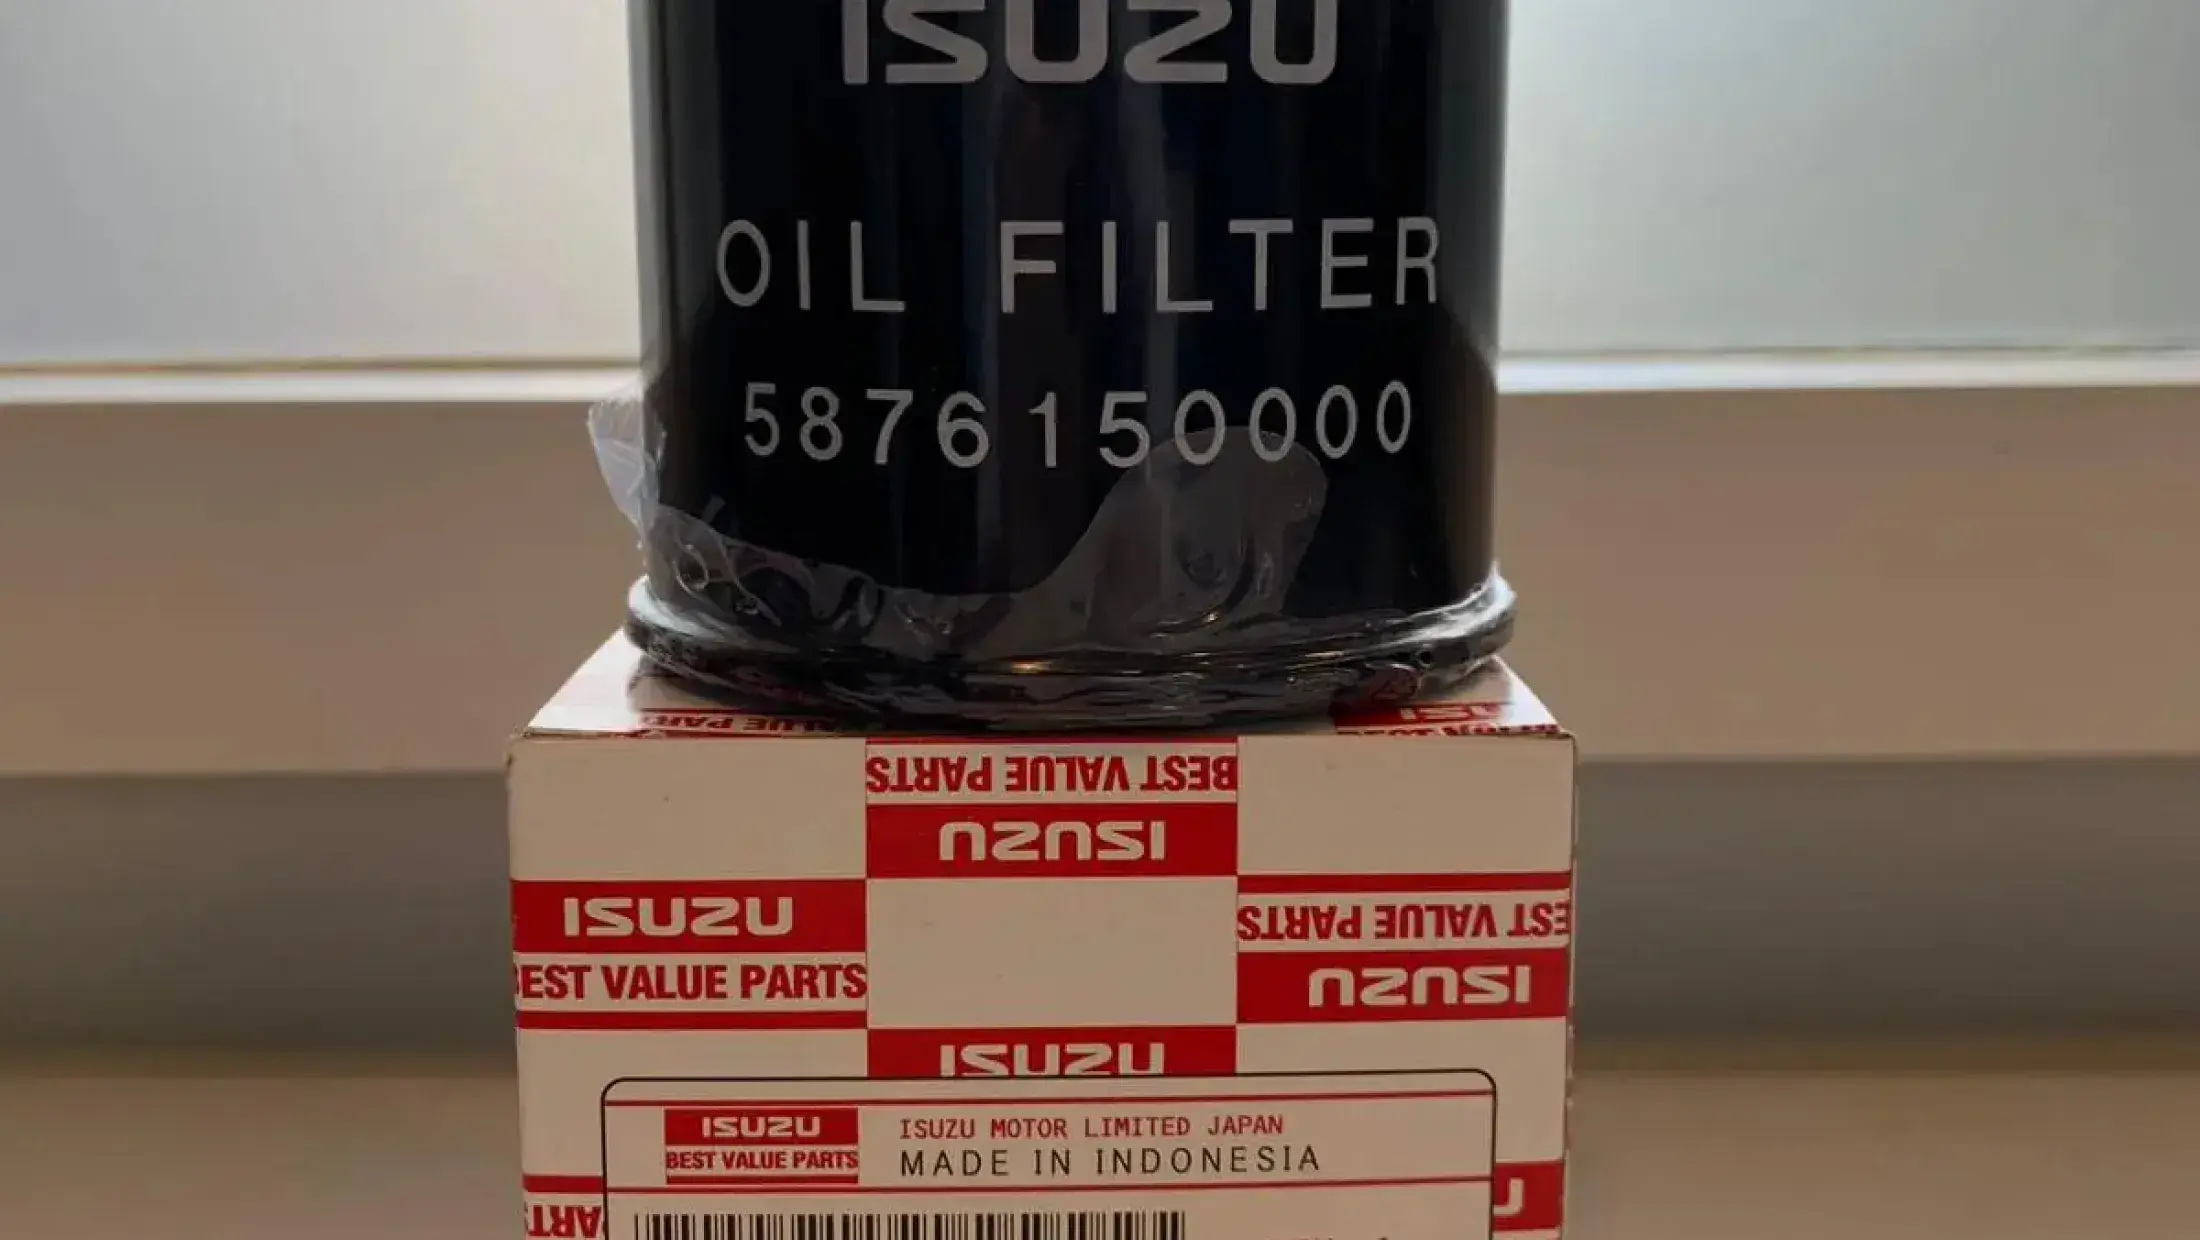 ISUZU
OIL FILTER
5876150000
BEST VALUE PARTS
ISUZU
ISUZU
BEST VALUE PARTS
BEST VALUE PARTS
ISUZU
ISUZU
ISUZU
BEST VALUE PARTS
ISUZU MOTOR LIMITED JAPAN
MADE IN INDONESIA